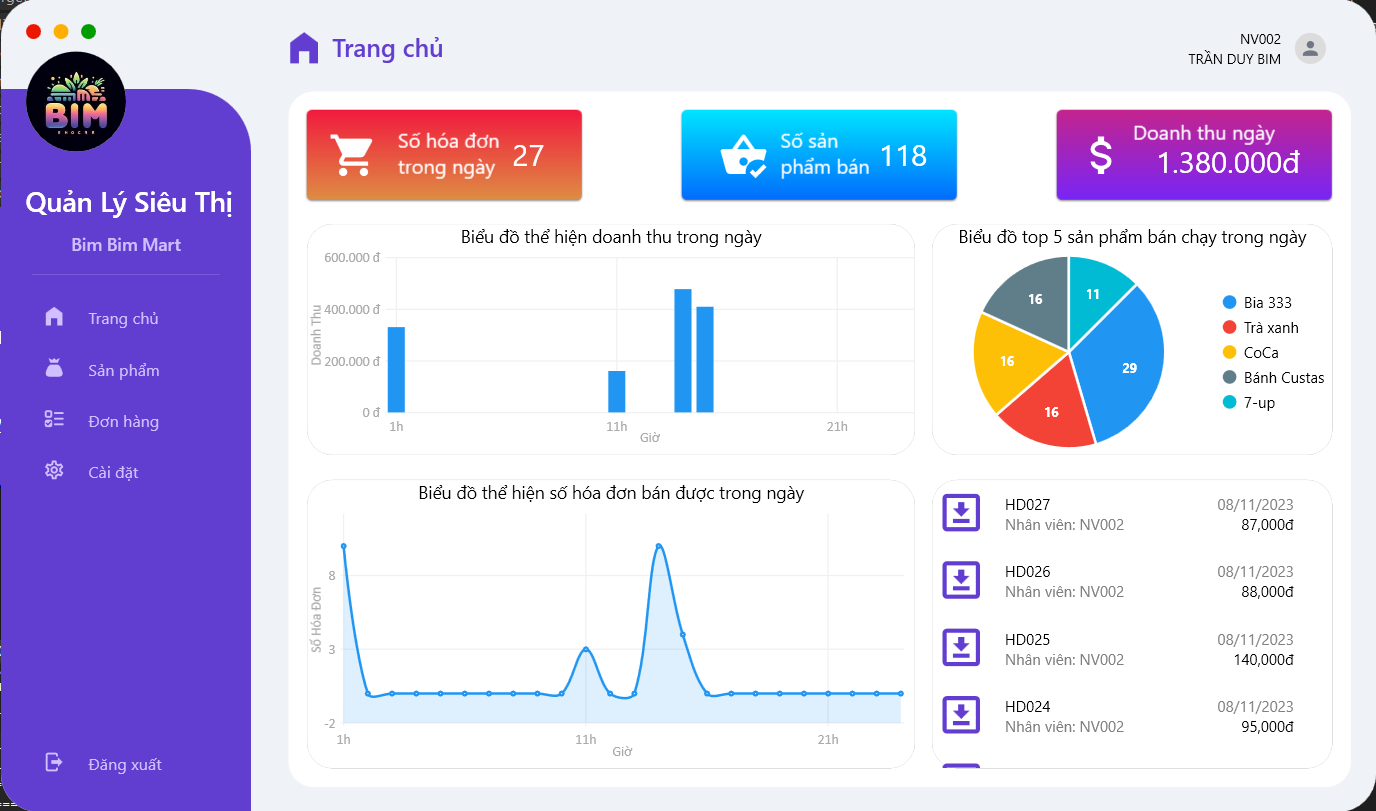 BIM
Quản Lý Siêu Thị
Bim Bim Mart
Trang chủ
Sản phẩm
Đơn hàng
Cài đặt
Đăng xuất
Trang chủ
NV002
TRẦN DUY BIM
Số hóa đơn
trong ngày
27
Số sản
phẩm bán
118
Doanh thu ngày
1.380.000đ
Biểu đồ thể hiện doanh thu trong ngày
Doanh Thu
600.000 đ
400.000 đ
200.000 đ
0 đ
1h
11h
21h
Giờ
Biểu đồ top 5 sản phẩm bán chạy trong ngày
16
11
16
29
16
Bia 333
Trà xanh
CoCa
Bánh Custas
7-up
Biểu đồ thể hiện số hóa đơn bán được trong ngày
Số Hóa Đơn
8
3
-2
1h
11h
21h
Giờ
HD027
08/11/2023
Nhân viên: NV002
87,000đ
HD026
08/11/2023
Nhân viên: NV002
88,000đ
HD025
08/11/2023
Nhân viên: NV002
140,000đ
HD024
08/11/2023
Nhân viên: NV002
95,000đ